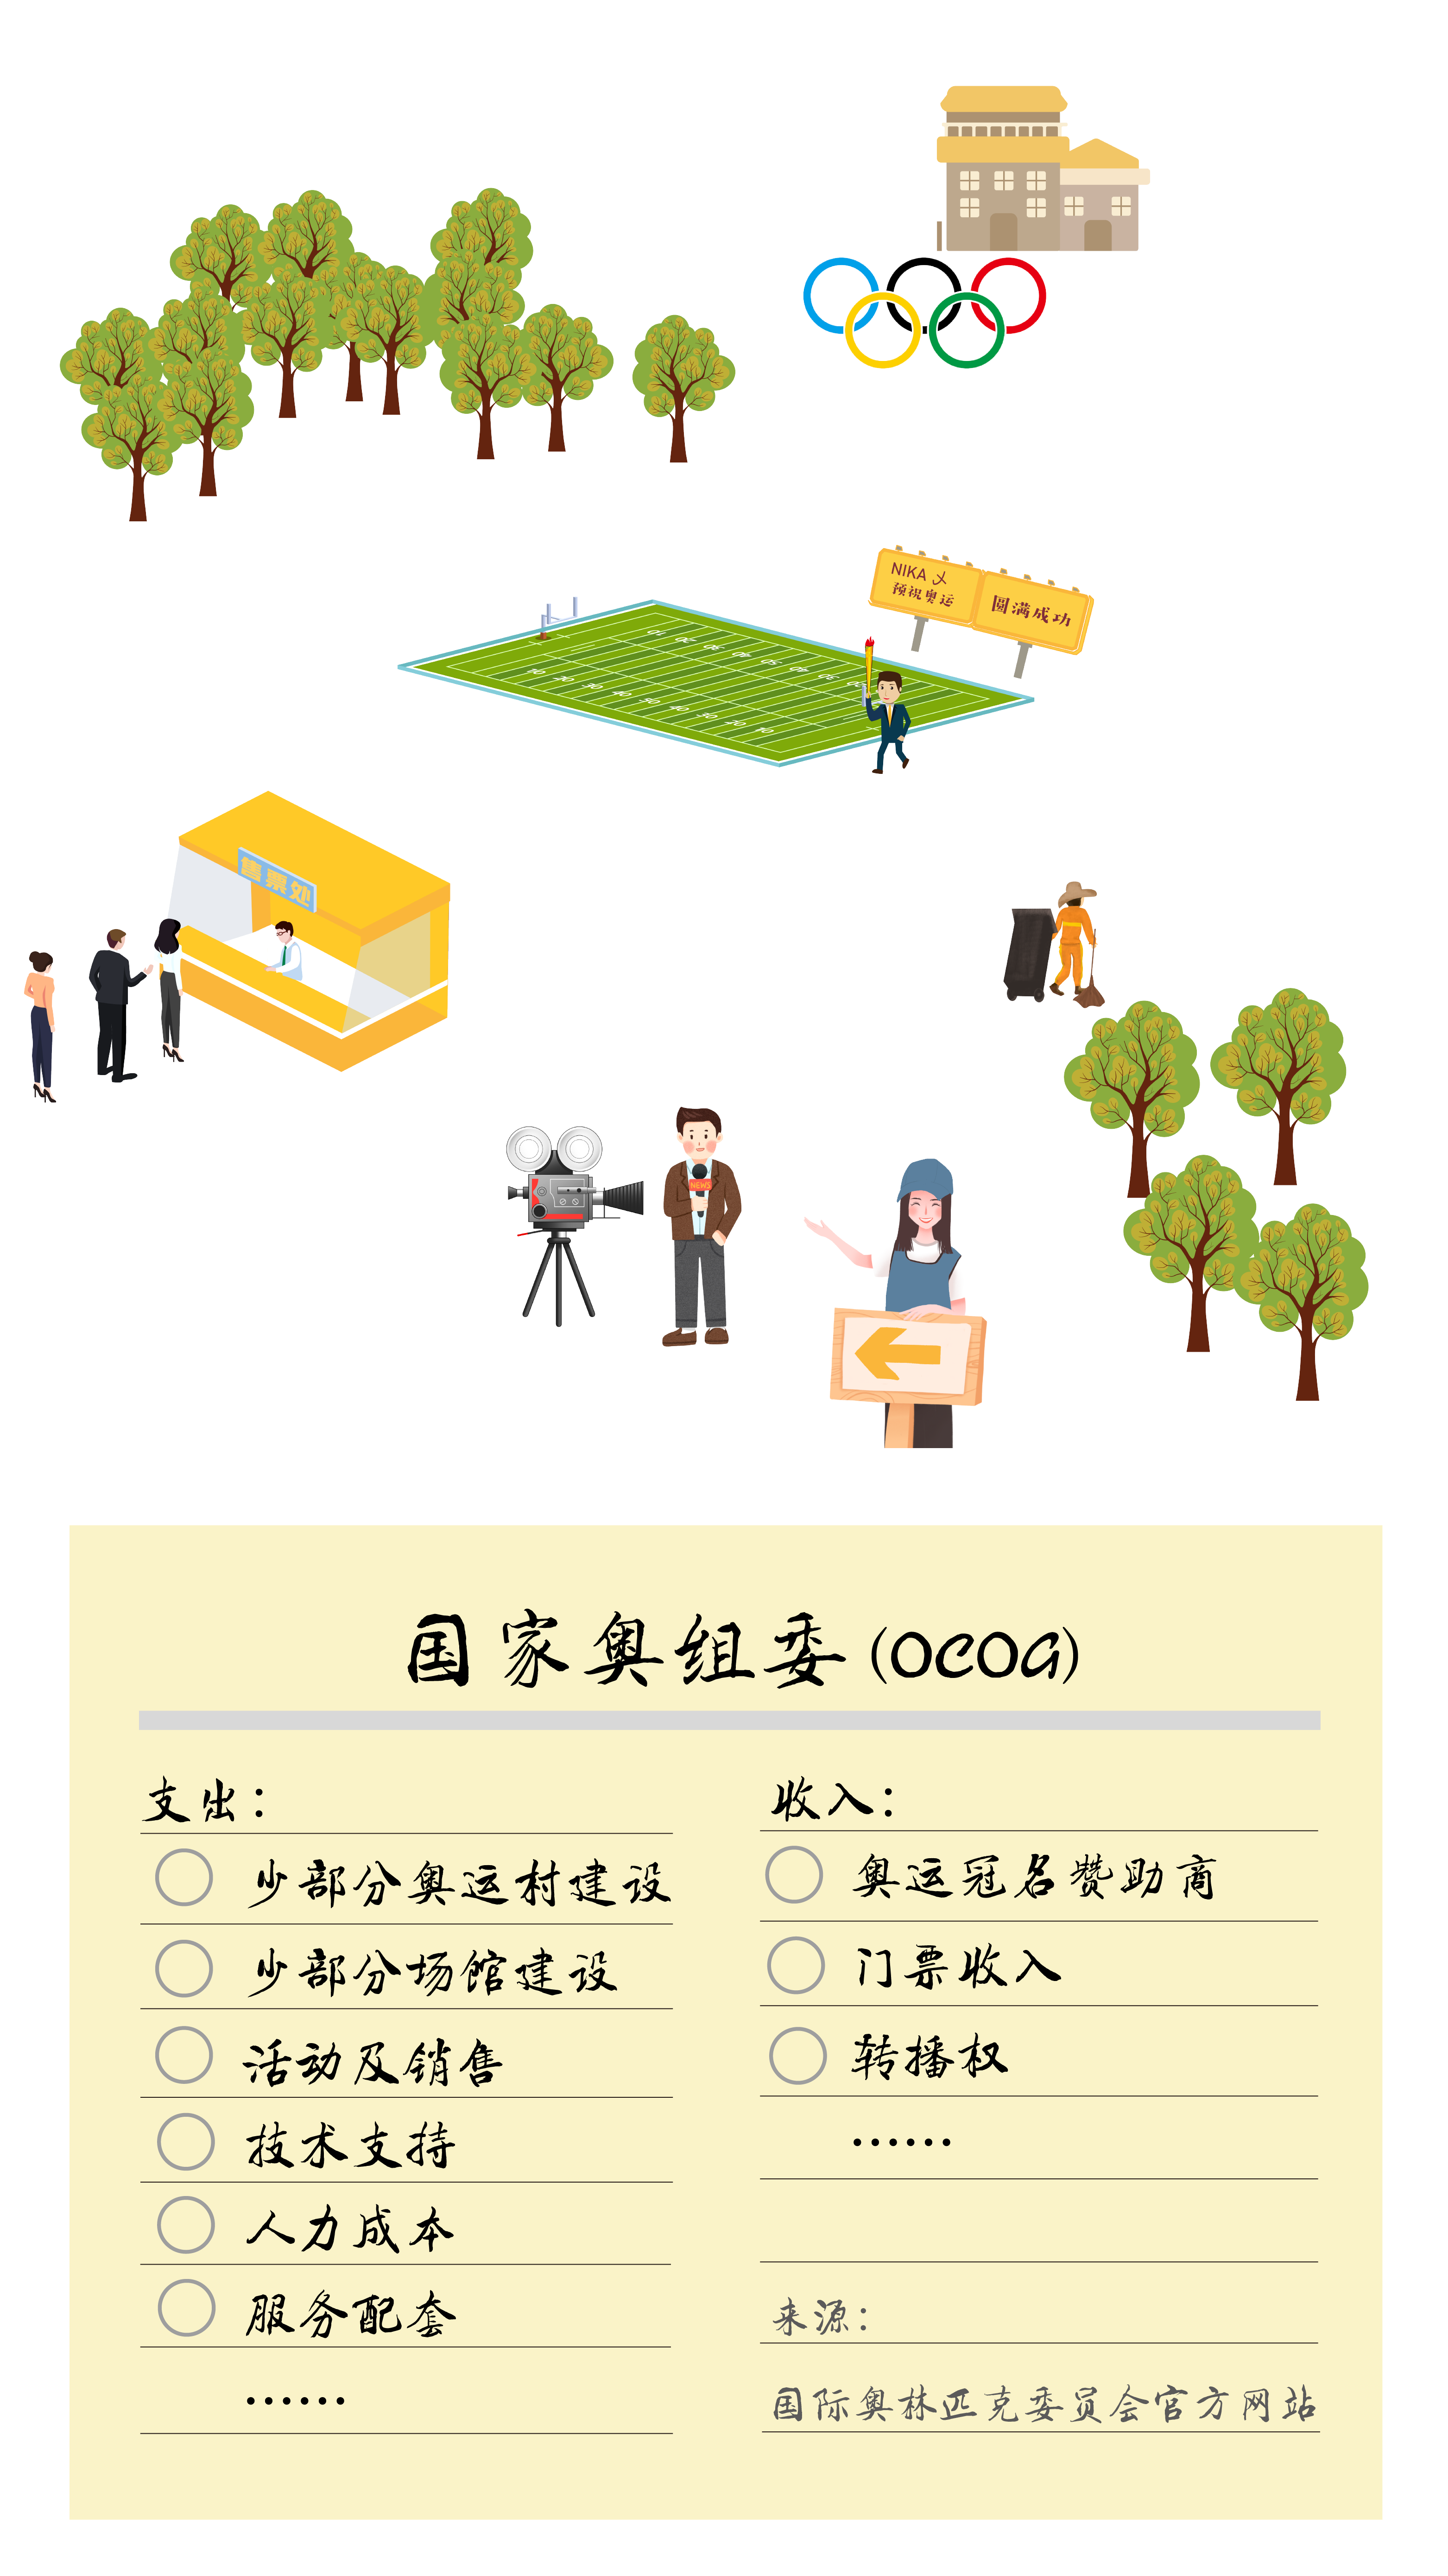 NIKA
预祝奥运
圆满成功
售票处
NEWS
国家奥组委(OCOG)
支出：
少部分奥运村建设
少部分场馆建设
活动及销售
技术支持
人力成本
服务配套
……
收入：
奥运冠名赞助商
门票收入
转播权
……
来源：
国际奥林匹克委员会官方网站